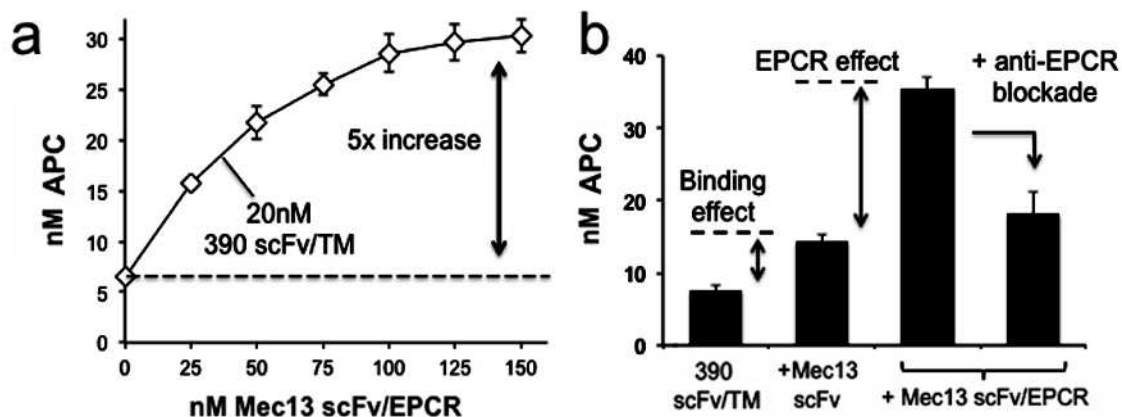 a
nM APC
30
25
20
15
10
5
0
20nM
390 scFv/TM
5x increase
0 25 50 75 100 125 150
nM Mec13 scFv/EPCR
b
nM APC
40
30
20
10
0
Binding
effect
EPCR effect
+ anti-EPCR
blockade
390
scFv/TM
+Mec13
scFv
+ Mec13 scFv/EPCR